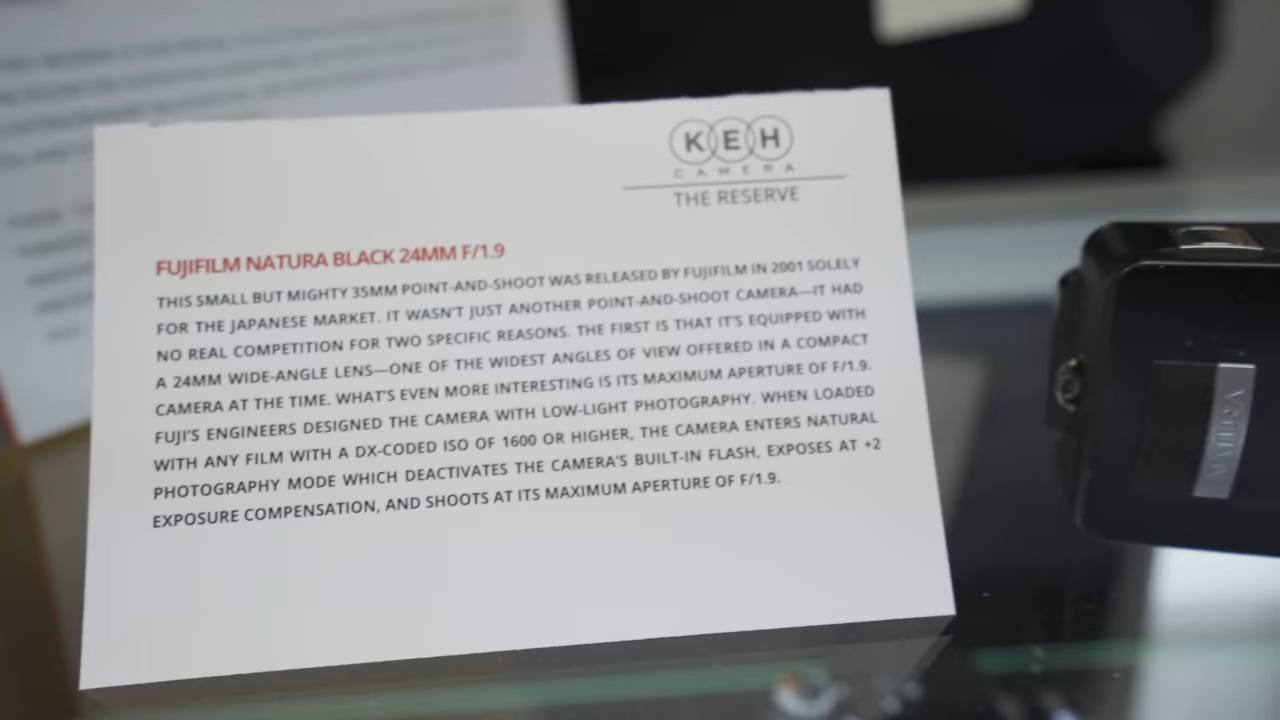 KEH
CAMERA
THE RESERVE
FUJIFILM NATURA BLACK 24MM F/1.9
THIS SMALL BUT MIGHTY 35MM POINT-AND-SHOOT WAS RELEASED BY FUJIFILM IN 2001 SOLELY
FOR THE JAPANESE MARKET. IT WASN'T JUST ANOTHER POINT-AND-SHOOT CAMERA—IT HAD
NO REAL COMPETITION FOR TWO SPECIFIC REASONS. THE FIRST IS THAT IT'S EQUIPPED WITH
A 24MM WIDE-ANGLE LENS—ONE OF THE WIDEST ANGLES OF VIEW OFFERED IN A COMPACT
CAMERA AT THE TIME. WHAT'S EVEN MORE INTERESTING IS ITS MAXIMUM APERTURE OF F/1.9.
FUJI'S ENGINEERS DESIGNED THE CAMERA WITH LOW-LIGHT PHOTOGRAPHY. WHEN LOADED
WITH ANY FILM WITH A DX-CODED ISO OF 1600 OR HIGHER, THE CAMERA ENTERS NATURAL
PHOTOGRAPHY MODE WHICH DEACTIVATES THE CAMERA'S BUILT-IN FLASH, EXPOSES AT +2
EXPOSURE COMPENSATION, AND SHOOTS AT ITS MAXIMUM APERTURE OF F/1.9.